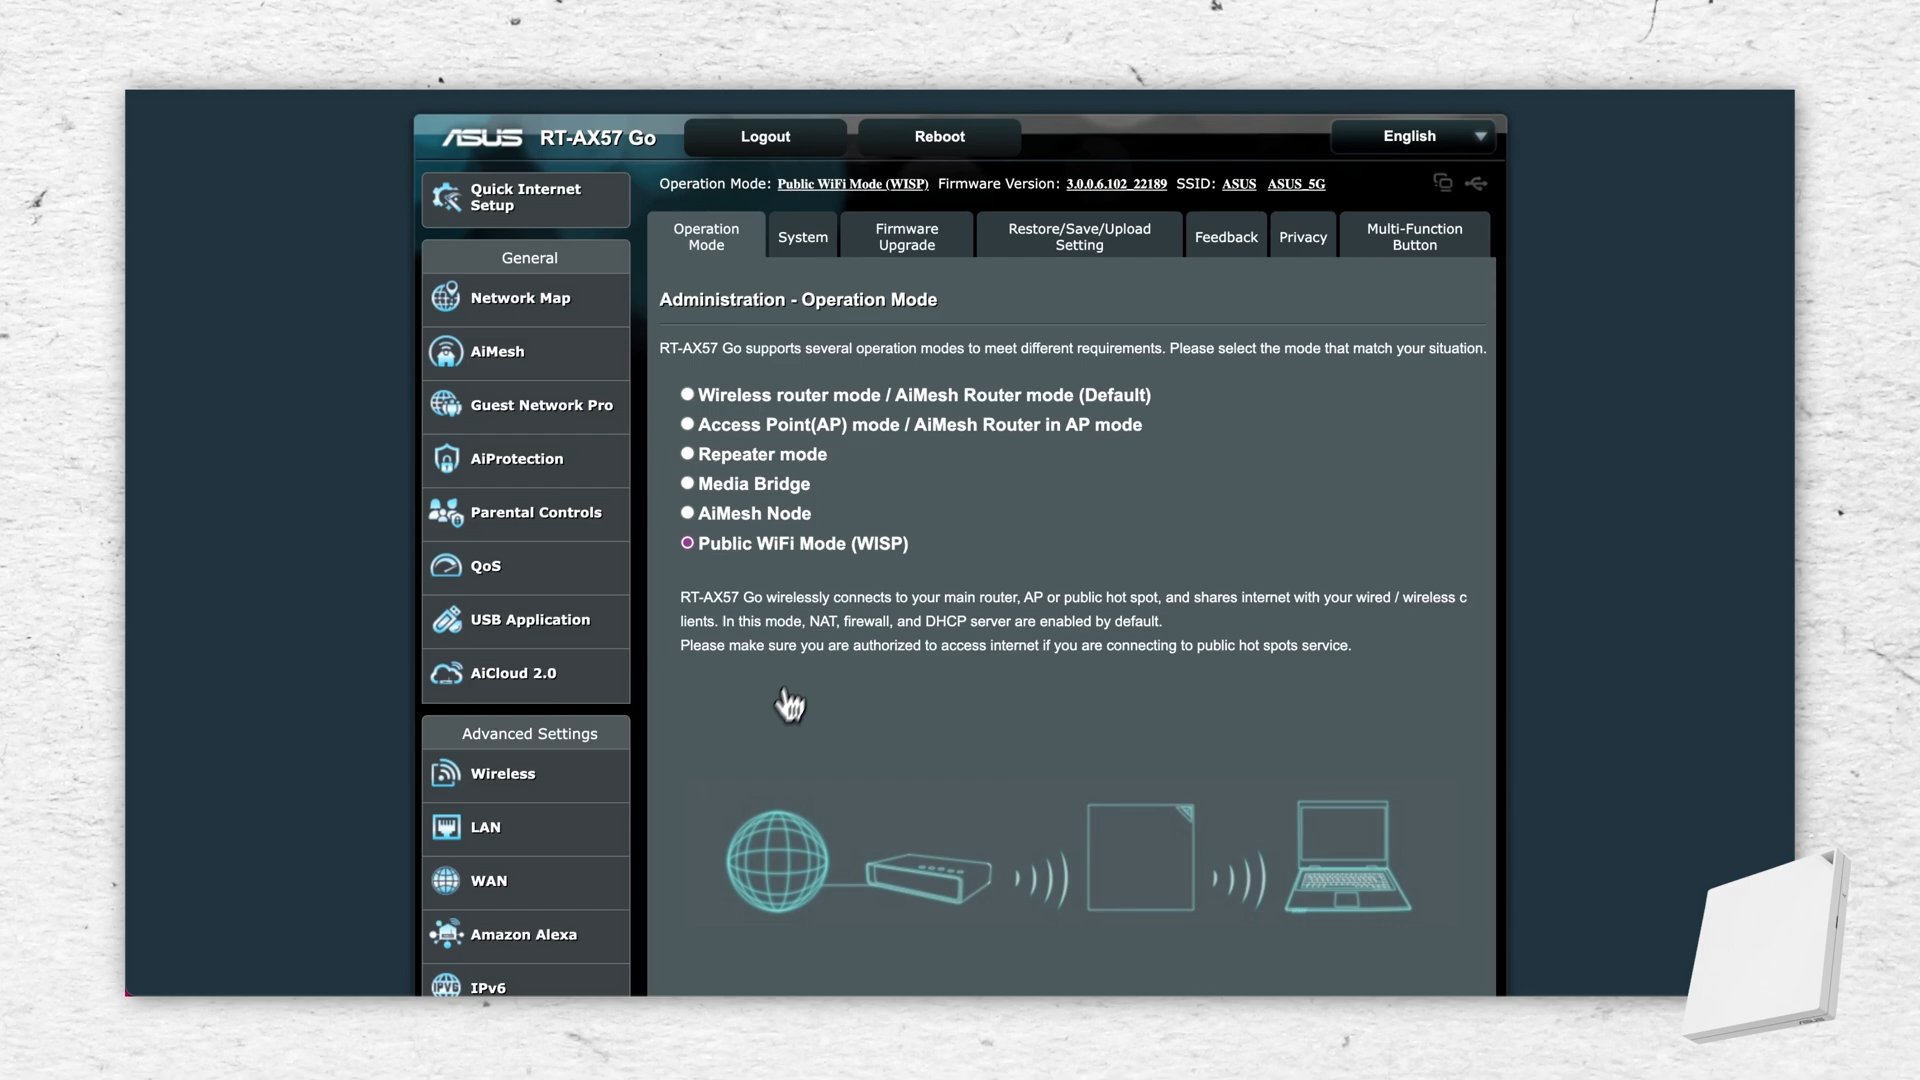 ASUS RT-AX57 Go
Logout
Reboot
English
Operation Mode: Public WiFi Mode (WISP) Firmware Version: 3.0.0.6.102_22189 SSID: ASUS ASUS_5G
Quick Internet
Setup
General
Network Map
AiMesh
Guest Network Pro
AiProtection
Parental Controls
QoS
USB Application
AiCloud 2.0
Advanced Settings
Wireless
LAN
WAN
Amazon Alexa
IPV6
IPv6
Operation
Mode
System
Firmware
Upgrade
Restore/Save/Upload
Setting
Feedback
Privacy
Multi-Function
Button
Administration - Operation Mode
RT-AX57 Go supports several operation modes to meet different requirements. Please select the mode that match your situation.
Wireless router mode / AiMesh Router mode (Default)
Access Point(AP) mode / AiMesh Router in AP mode
Repeater mode
Media Bridge
AiMesh Node
Public WiFi Mode (WISP)
RT-AX57 Go wirelessly connects to your main router, AP or public hot spot, and shares internet with your wired / wireless c
lients. In this mode, NAT, firewall, and DHCP server are enabled by default.
Please make sure you are authorized to access internet if you are connecting to public hot spots service.
ASUS